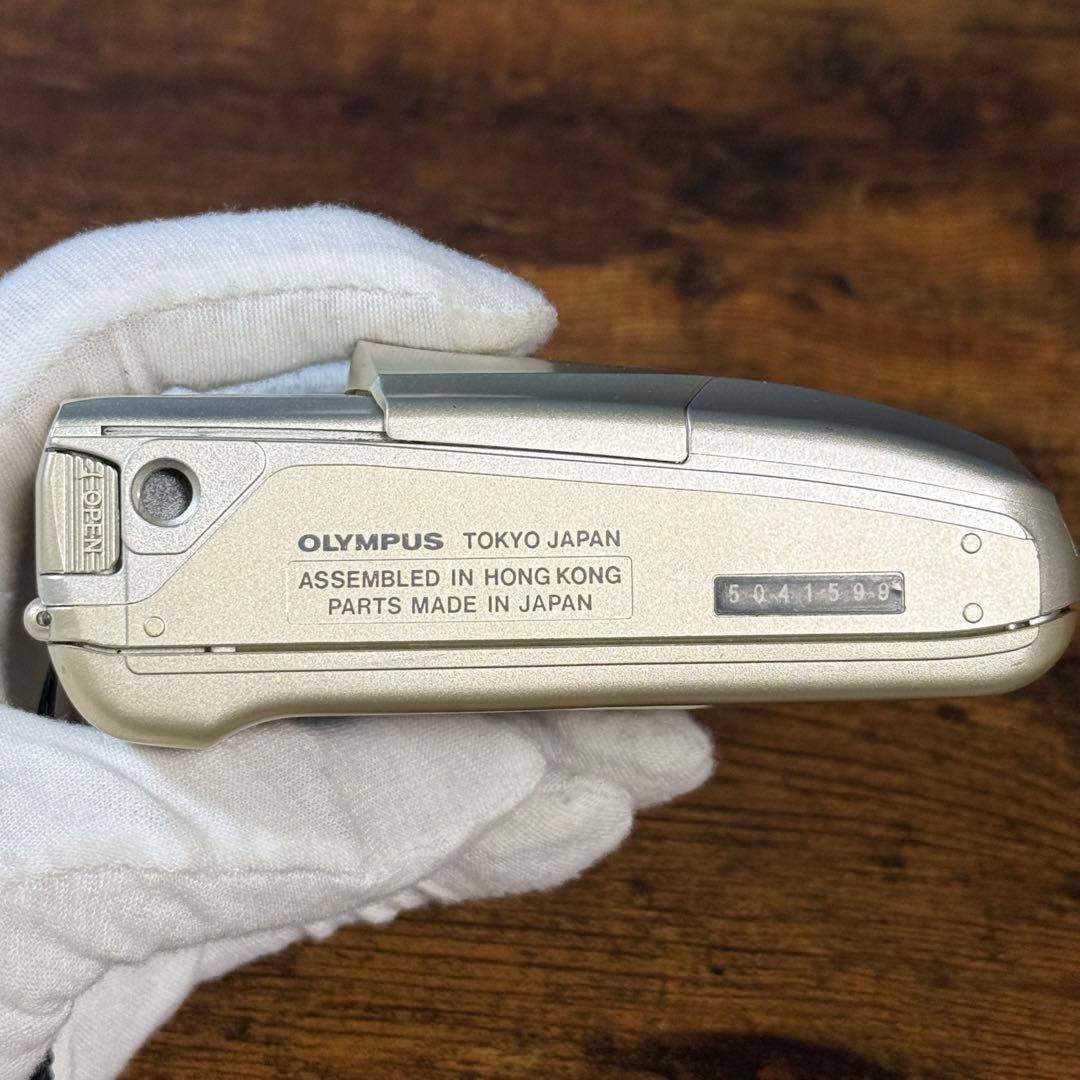 OPEN
OLYMPUS TOKYO JAPAN
ASSEMBLED IN HONG KONG
PARTS MADE IN JAPAN
5041599